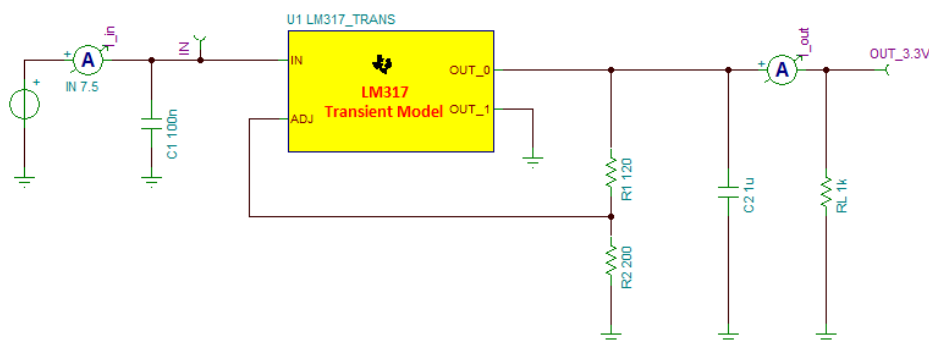 U1 LM317_TRANS
I_in
IN
A
IN 7.5
C1 100n
IN
ADJ
LM317
Transient Model
OUT_0
OUT_1
R1 120
R2 200
C2 1u
I_out
A
RL 1k
OUT_3.3V